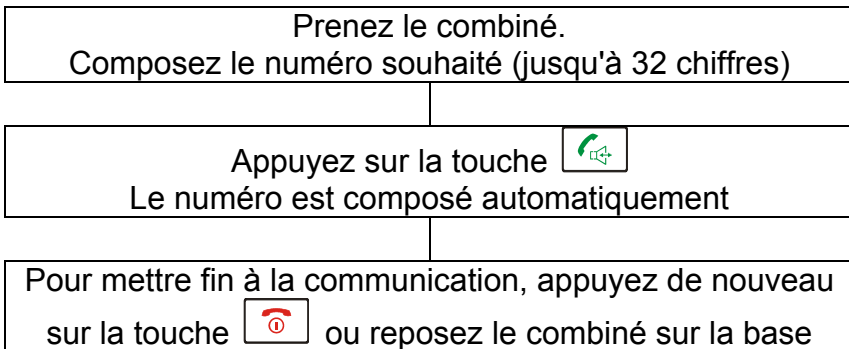 Prenez le combiné.
Composez le numéro souhaité (jusqu'à 32 chiffres)
Appuyez sur la touche
Le numéro est composé automatiquement
Pour mettre fin à la communication, appuyez de nouveau
sur la touche ou reposez le combiné sur la base